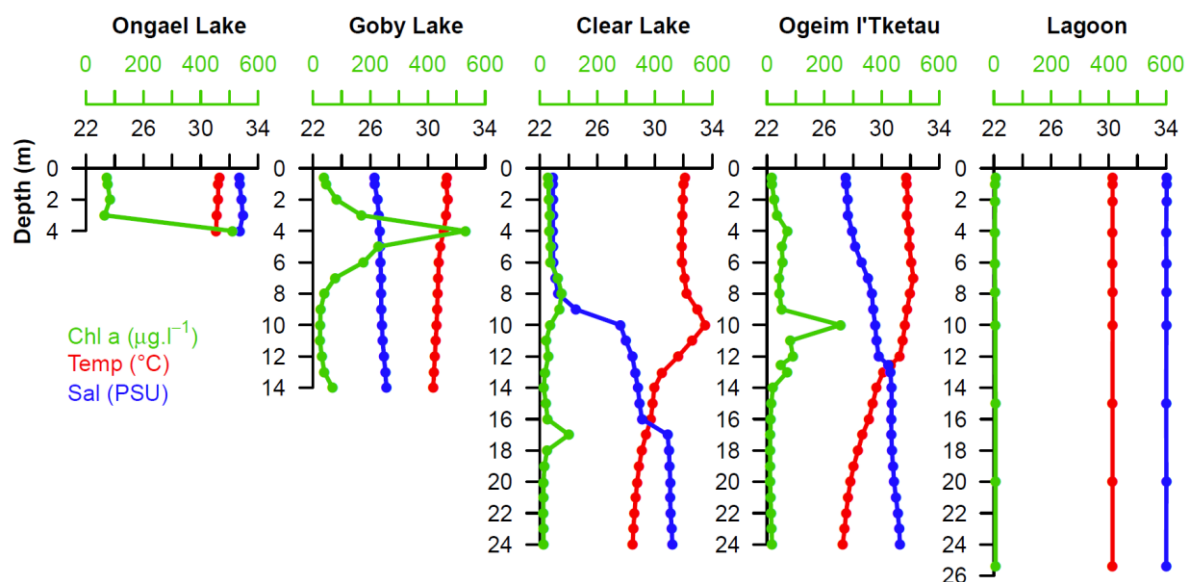 Ongael Lake Goby Lake Clear Lake Ogeim l'Tketau Lagoon
0 200 400 600 0 200 400 600 0 200 400 600 0 200 400 600 0 200 400 600
22 26 30 34 22 26 30 34 22 26 30 34 22 26 30 34 22 26 30 34
Depth (m)
0 2 4
0 2 4 6 8 10 12 14
0 2 4 6 8 10 12 14 16 18 20 22 24
0 2 4 6 8 10 12 14 16 18 20 22 24
0 2 4 6 8 10 12 14 16 18 20 22 24 26
Chl a (µg.l⁻¹)
Temp (°C)
Sal (PSU)